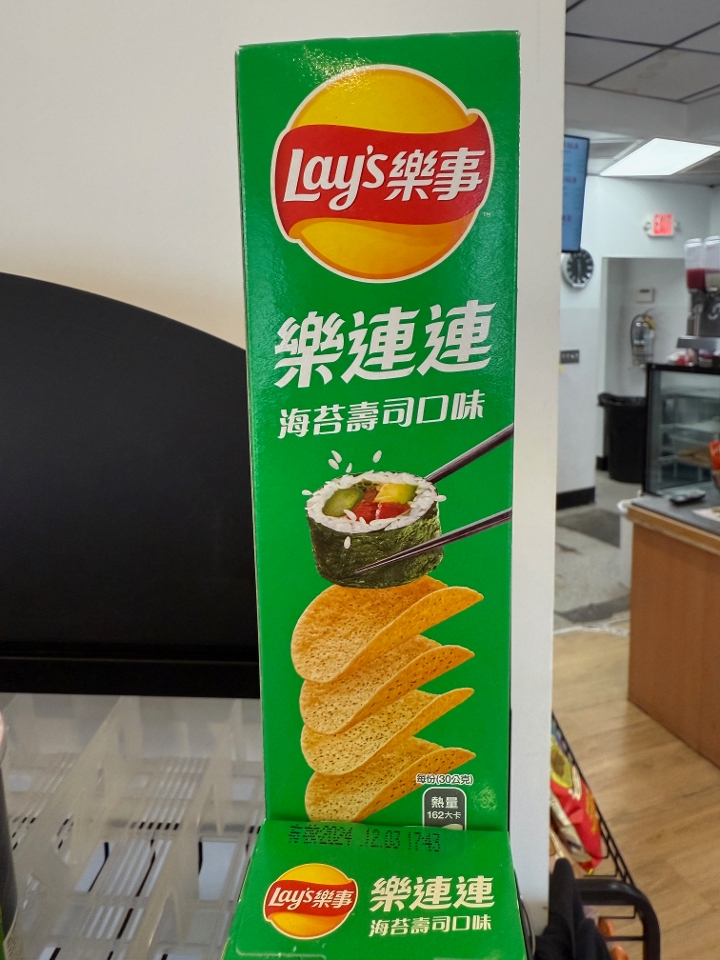 Lay's樂事
樂連連
海苔壽司口味
每份(30公克)
熱量
162大卡
有效2024 12.03 1743
Lay's樂事
樂連連
海苔壽司口味
EXIT